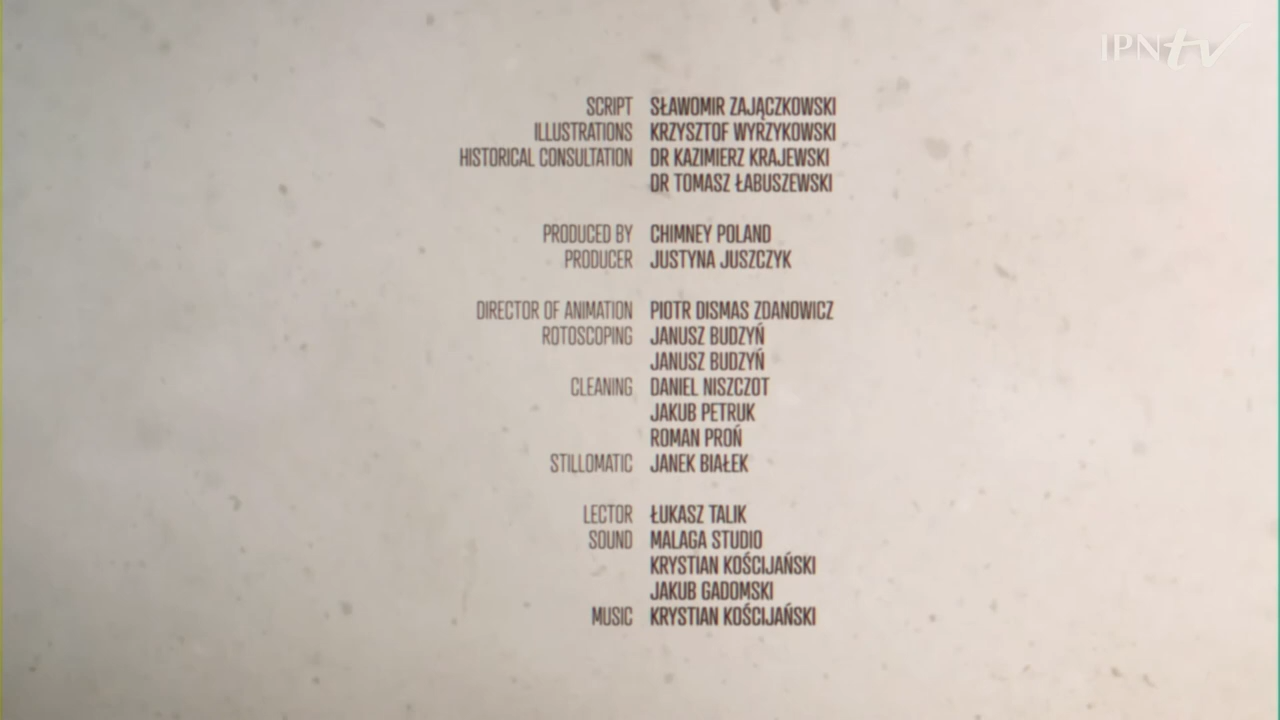 IPNtv
SCRIPT SŁAWOMIR ZAJĄCZKOWSKI
ILLUSTRATIONS KRZYSZTOF WYRZYKOWSKI
HISTORICAL CONSULTATION DR KAZIMIERZ KRAJEWSKI
DR TOMASZ ŁABUSZEWSKI
PRODUCED BY CHIMNEY POLAND
PRODUCER JUSTYNA JUSZCZYK
DIRECTOR OF ANIMATION PIOTR DISMAS ZDANOWICZ
ROTOSCOPING JANUSZ BUDZYŃ
JANUSZ BUDZYŃ
CLEANING DANIEL NISZCZOT
JAKUB PETRUK
ROMAN PROŃ
STILLOMATIC JANEK BIAŁEK
LECTOR ŁUKASZ TALIK
SOUND MALAGA STUDIO
KRYSTIAN KOŚCIJAŃSKI
JAKUB GADOMSKI
MUSIC KRYSTIAN KOŚCIJAŃSKI